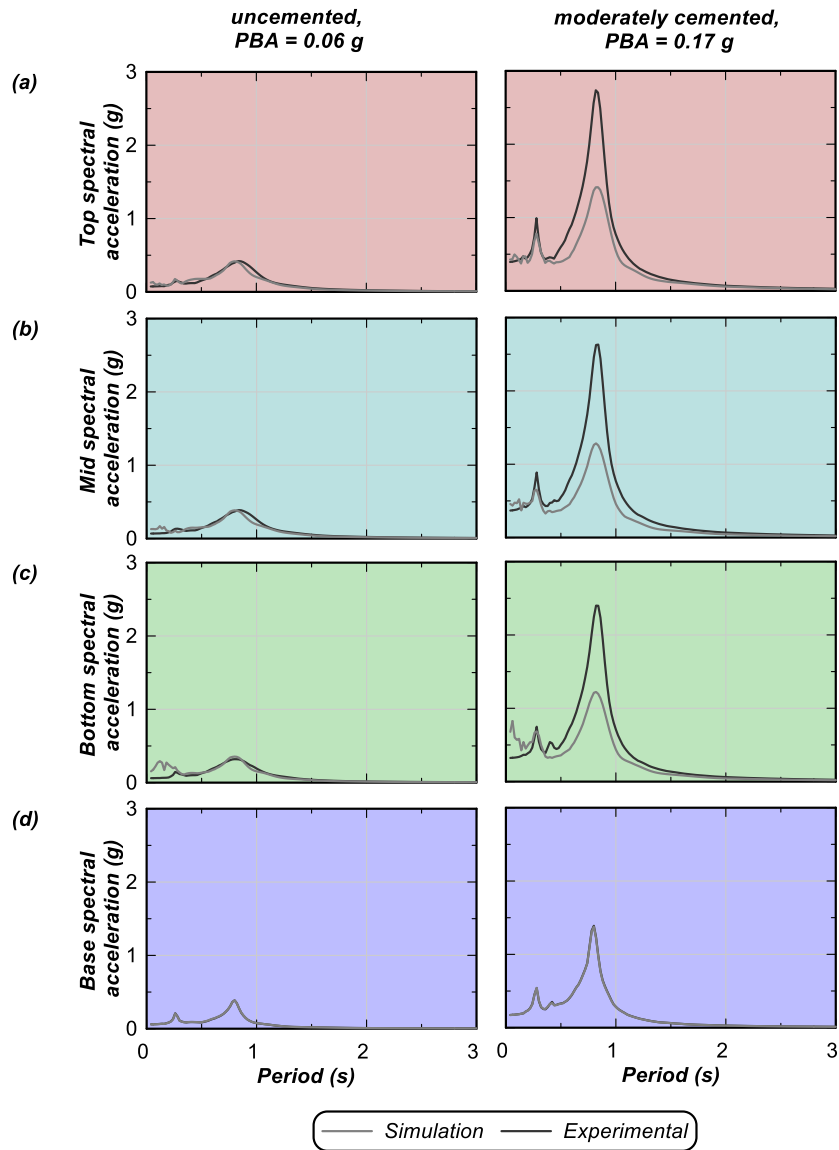 uncemented,
PBA = 0.06 g
moderately cemented,
PBA = 0.17 g
(a)
Top spectral
acceleration (g)
3
2
1
0
(b)
Mid spectral
acceleration (g)
3
2
1
0
(c)
Bottom spectral
acceleration (g)
3
2
1
0
(d)
Base spectral
acceleration (g)
3
2
1
0
0 1 2 3
Period (s)
0 1 2 3
Period (s)
Simulation Experimental